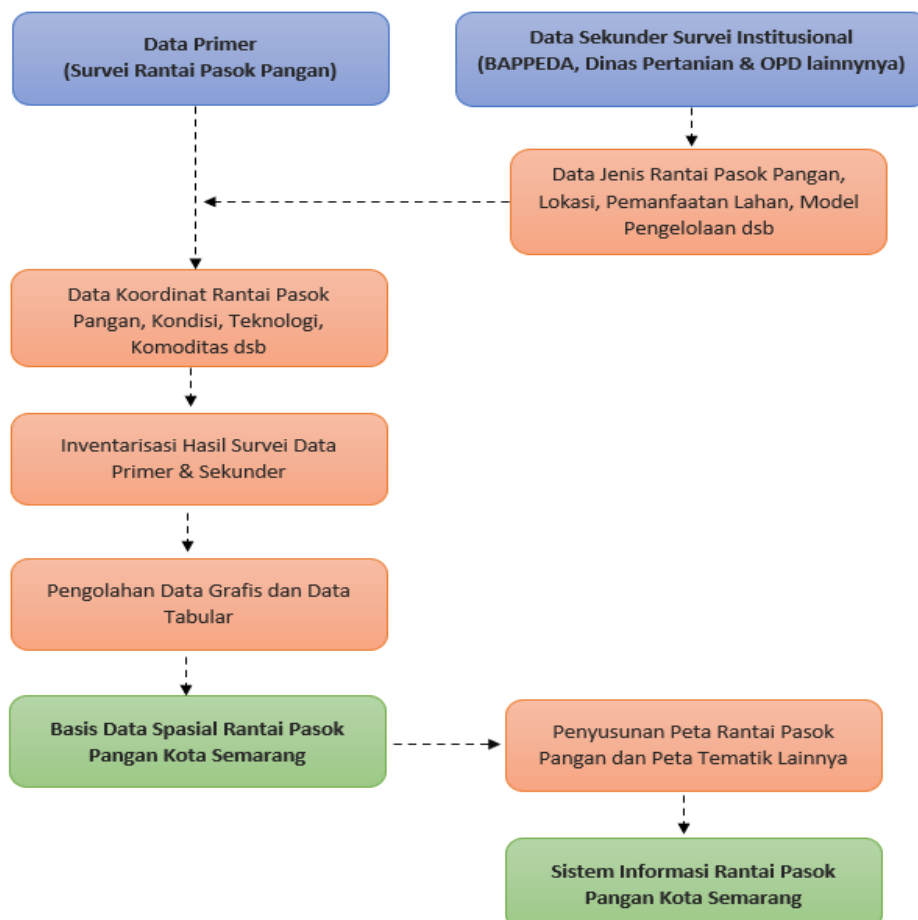 Data Primer
(Survei Rantai Pasok Pangan)
Data Sekunder Survei Institusional
(BAPPEDA, Dinas Pertanian & OPD lainnynya)
Data Jenis Rantai Pasok Pangan,
Lokasi, Pemanfaatan Lahan, Model
Pengelolaan dsb
Data Koordinat Rantai Pasok
Pangan, Kondisi, Teknologi,
Komoditas dsb
Inventarisasi Hasil Survei Data
Primer & Sekunder
Pengolahan Data Grafis dan Data
Tabular
Basis Data Spasial Rantai Pasok
Pangan Kota Semarang
Penyusunan Peta Rantai Pasok
Pangan dan Peta Tematik Lainnya
Sistem Informasi Rantai Pasok
Pangan Kota Semarang